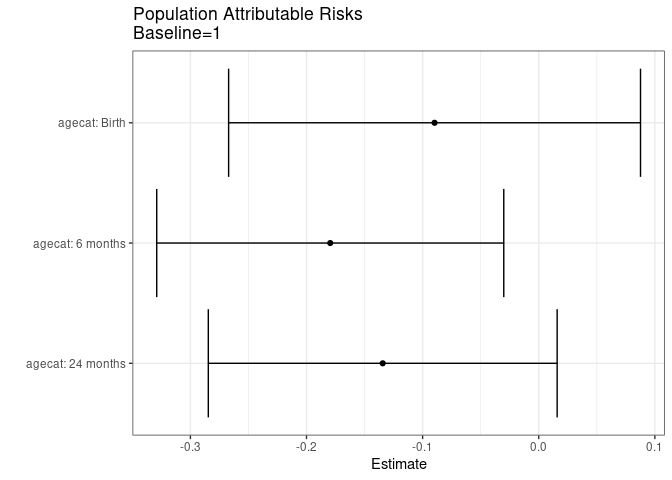 Population Attributable Risks
Baseline=1
agecat: Birth
agecat: 6 months
agecat: 24 months
-0.3
-0.2
-0.1
0.0
0.1
Estimate